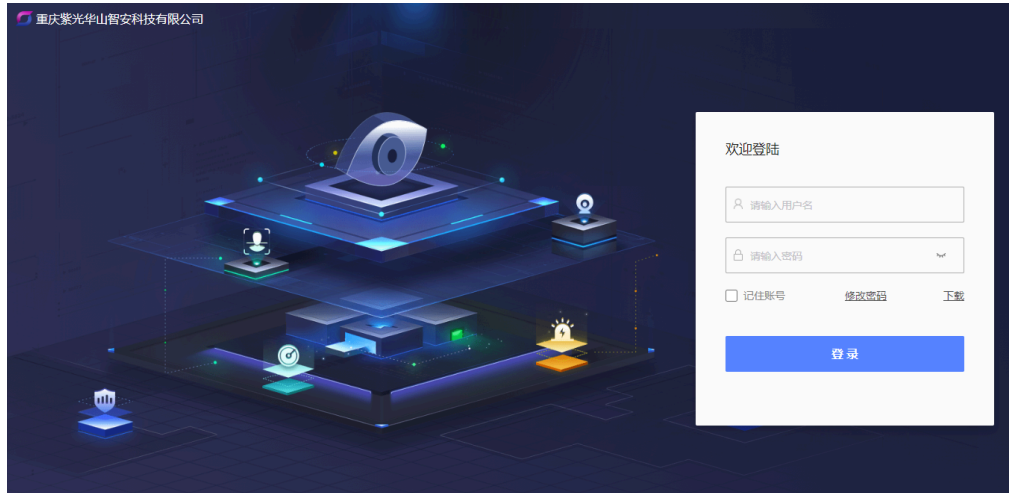 重庆紫光华山智安科技有限公司
欢迎登陆
请输入用户名
请输入密码
记住账号 修改密码 下载
登录